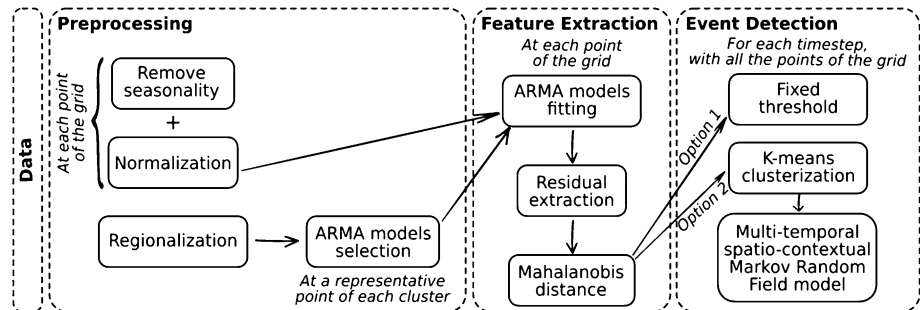 Data
Preprocessing
At each point
of the grid
Remove
seasonality
+
Normalization
Regionalization
ARMA models
selection
At a representative
point of each cluster
Feature Extraction
At each point
of the grid
ARMA models
fitting
Residual
extraction
Mahalanobis
distance
Option 1
Option 2
Event Detection
For each timestep,
with all the points of the grid
Fixed
threshold
K-means
clusterization
Multi-temporal
spatio-contextual
Markov Random
Field model